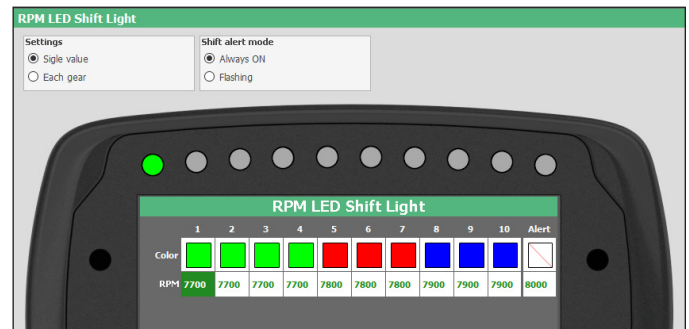 RPM LED Shift Light
Settings
Sigle value
Each gear
Shift alert mode
Always ON
Flashing
RPM LED Shift Light
1 2 3 4 5 6 7 8 9 10 Alert
Color
RPM 7700 7700 7700 7700 7800 7800 7800 7900 7900 7900 8000